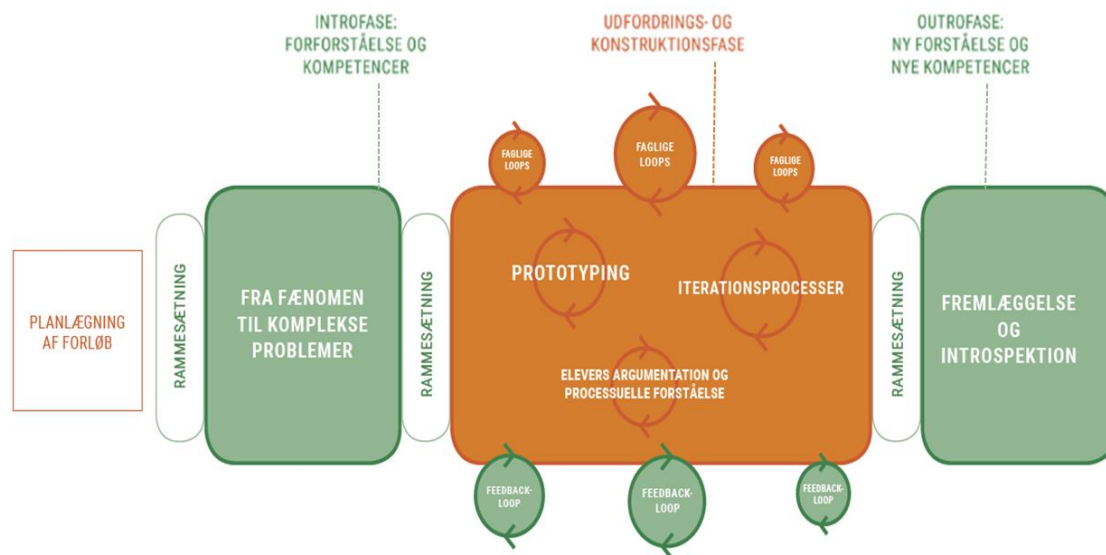 INTROFASE:
FORFORSTÅELSE OG
KOMPETENCER
UDFORDRINGS- OG
KONSTRUKTIONSFASE
OUTROFASE:
NY FORSTÅELSE OG
NYE KOMPETENCER
FAGLIGE
LOOPS
FAGLIGE
LOOPS
FAGLIGE
LOOPS
PLANLÆGNING
AF FORLØB
RAMMESÆTNING
FRA FÆNOMEN
TIL KOMPLEKSE
PROBLEMER
RAMMESÆTNING
PROTOTYPING
ITERATIONSPROCESSER
ELEVERS ARGUMENTATION OG
PROCESSUELLE FORSTÅELSE
RAMMESÆTNING
FREMLÆGGELSE
OG
INTROSPEKTION
FEEDBACK-
LOOP
FEEDBACK-
LOOP
FEEDBACK-
LOOP